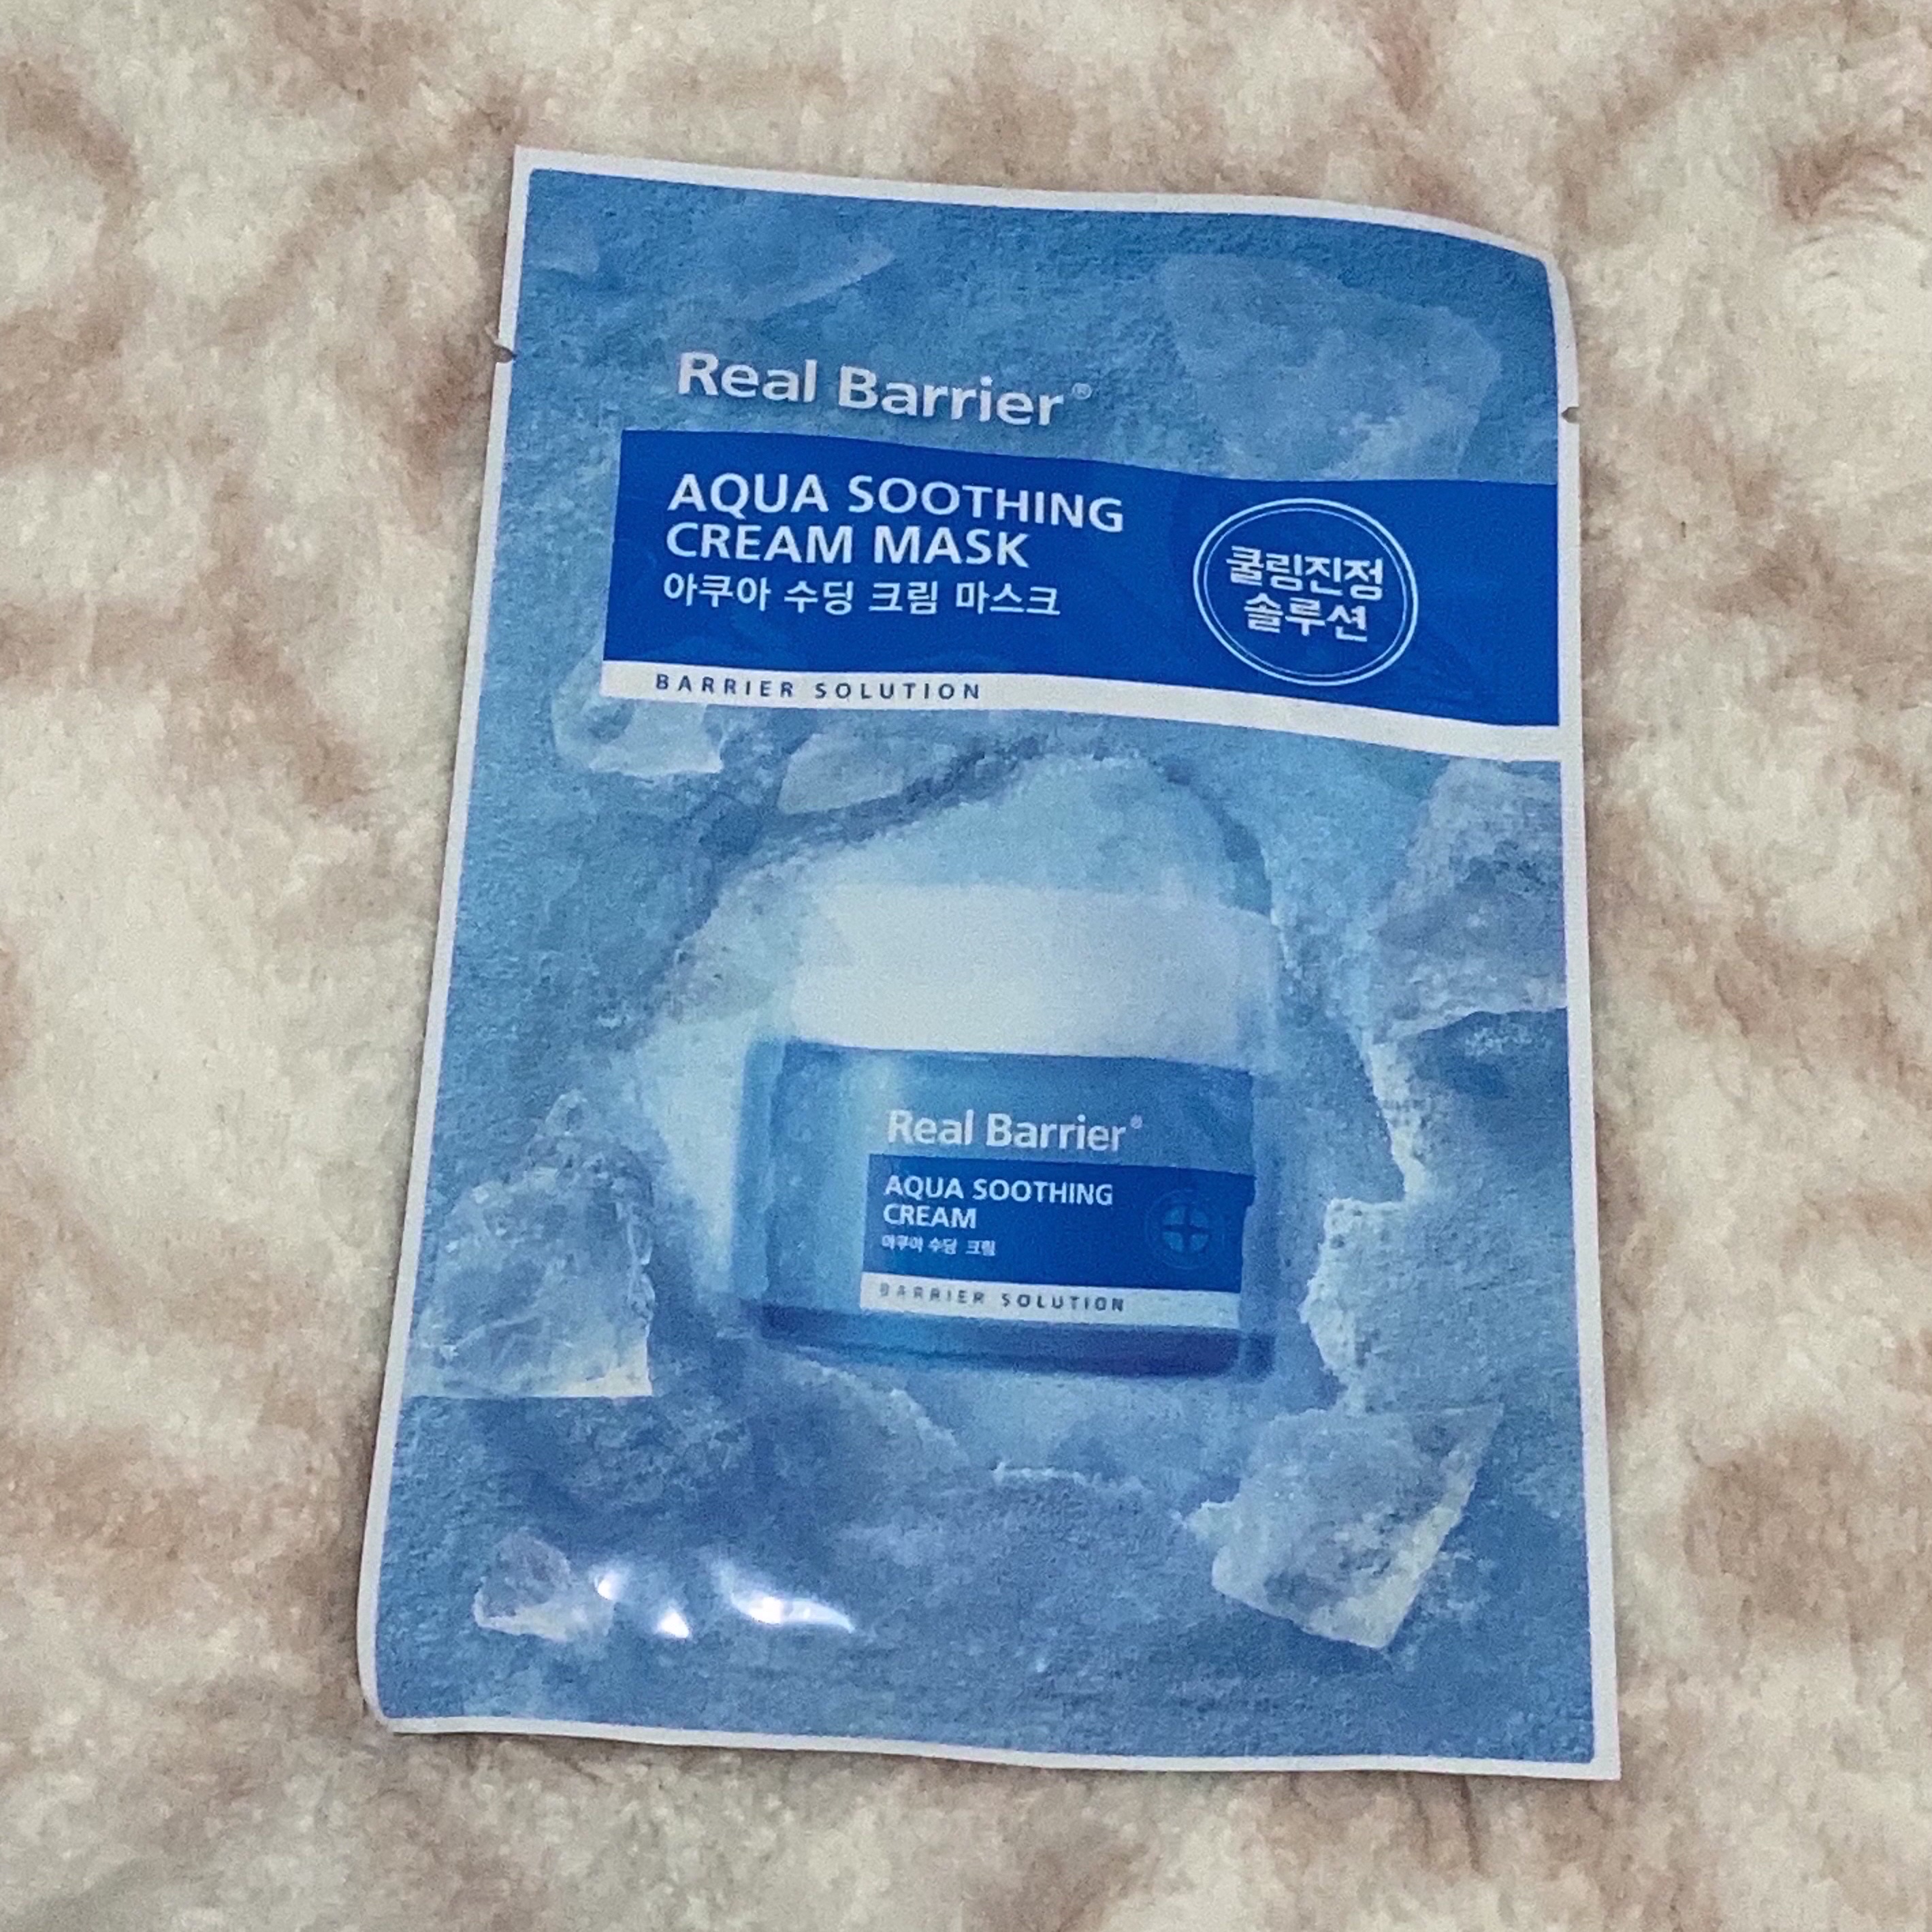 Real Barrier®
AQUA SOOTHING
CREAM MASK
아쿠아 수딩 크림 마스크
쿨링진정
솔루션
BARRIER SOLUTION
Real Barrier®
AQUA SOOTHING
CREAM
아쿠아 수딩 크림
BARRIER SOLUTION